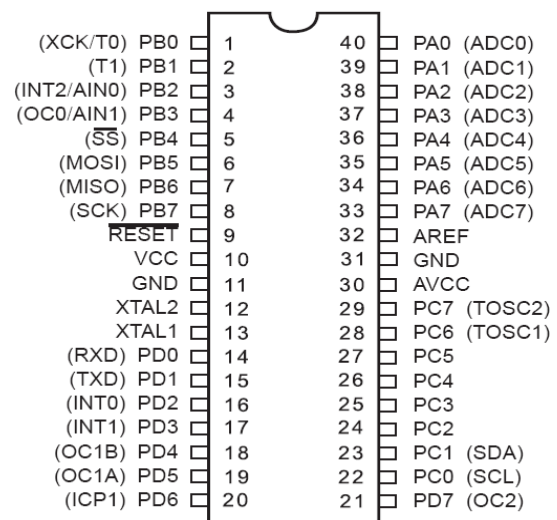 (XCK/T0) PB0 1 40 PA0 (ADC0)
(T1) PB1 2 39 PA1 (ADC1)
(INT2/AIN0) PB2 3 38 PA2 (ADC2)
(OC0/AIN1) PB3 4 37 PA3 (ADC3)
(SS) PB4 5 36 PA4 (ADC4)
(MOSI) PB5 6 35 PA5 (ADC5)
(MISO) PB6 7 34 PA6 (ADC6)
(SCK) PB7 8 33 PA7 (ADC7)
RESET 9 32 AREF
VCC 10 31 GND
GND 11 30 AVCC
XTAL2 12 29 PC7 (TOSC2)
XTAL1 13 28 PC6 (TOSC1)
(RXD) PD0 14 27 PC5
(TXD) PD1 15 26 PC4
(INT0) PD2 16 25 PC3
(INT1) PD3 17 24 PC2
(OC1B) PD4 18 23 PC1 (SDA)
(OC1A) PD5 19 22 PC0 (SCL)
(ICP1) PD6 20 21 PD7 (OC2)